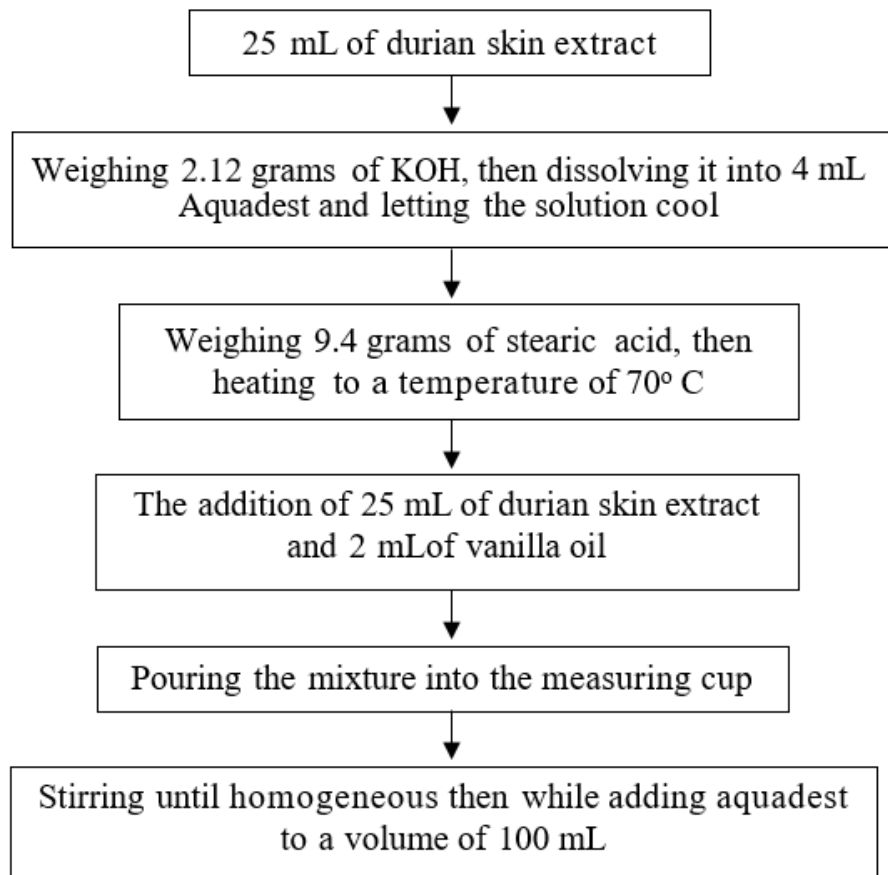 25 mL of durian skin extract
Weighing 2.12 grams of KOH, then dissolving it into 4 mL
Aquadest and letting the solution cool
Weighing 9.4 grams of stearic acid, then
heating to a temperature of 70º C
The addition of 25 mL of durian skin extract
and 2 mLof vanilla oil
Pouring the mixture into the measuring cup
Stirring until homogeneous then while adding aquadest
to a volume of 100 mL